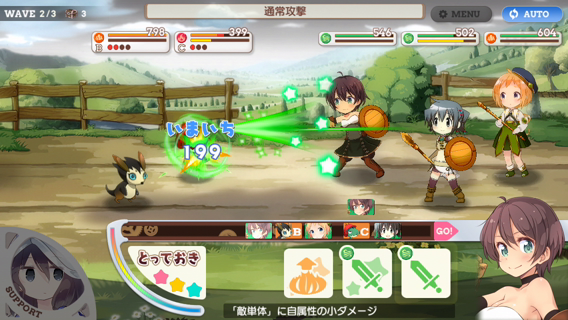 WAVE 2/3 3
通常攻撃
MENU
AUTO
B 798
C 399
546
502
604
いまいち
199
B C GO!
とっておき
SUPPORT
「敵単体」に自属性の小ダメージ